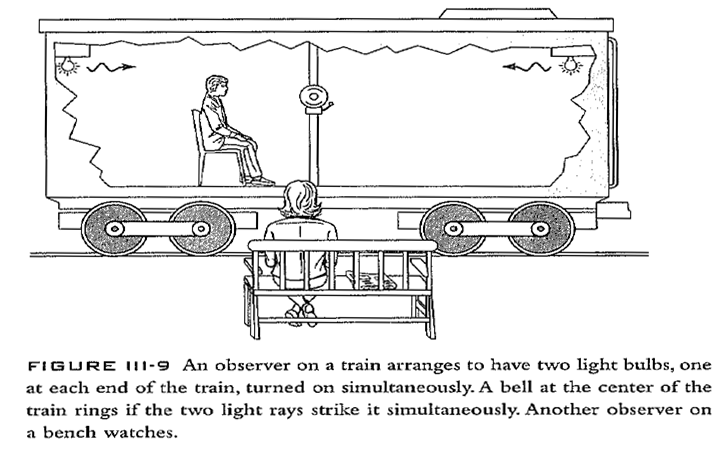 FIGURE III-9 An observer on a train arranges to have two light bulbs, one
at each end of the train, turned on simultaneously. A bell at the center of the
train rings if the two light rays strike it simultaneously. Another observer on
a bench watches.